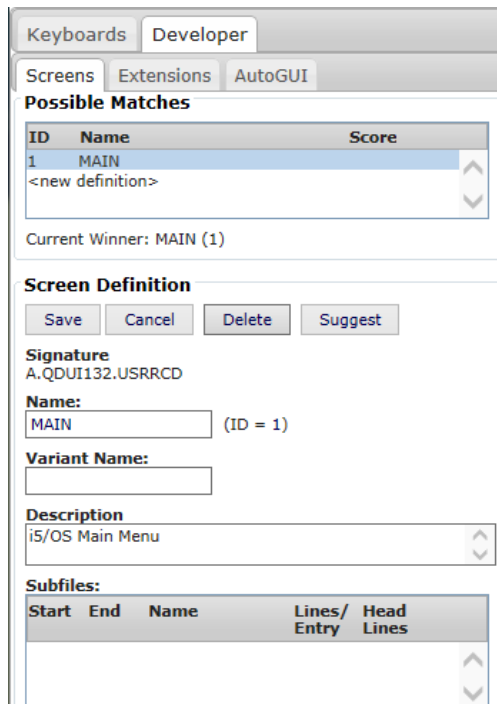 Keyboards Developer
Screens Extensions AutoGUI
Possible Matches
ID Name Score
1 MAIN
<new definition>
Current Winner: MAIN (1)
Screen Definition
Save Cancel Delete Suggest
Signature
A.QDUI132.USRRCD
Name:
MAIN (ID = 1)
Variant Name:
Description
i5/OS Main Menu
Subfiles:
Start End Name Lines/ Head
Entry Lines